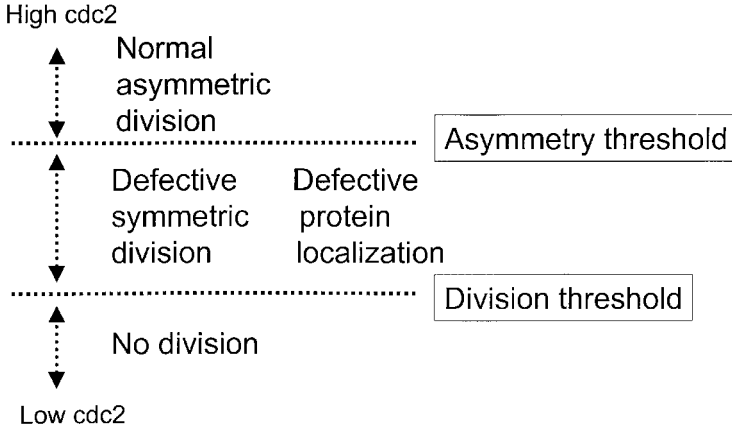 High cdc2
Normal
asymmetric
division
Asymmetry threshold
Defective
symmetric
division
Defective
protein
localization
Division threshold
No division
Low cdc2